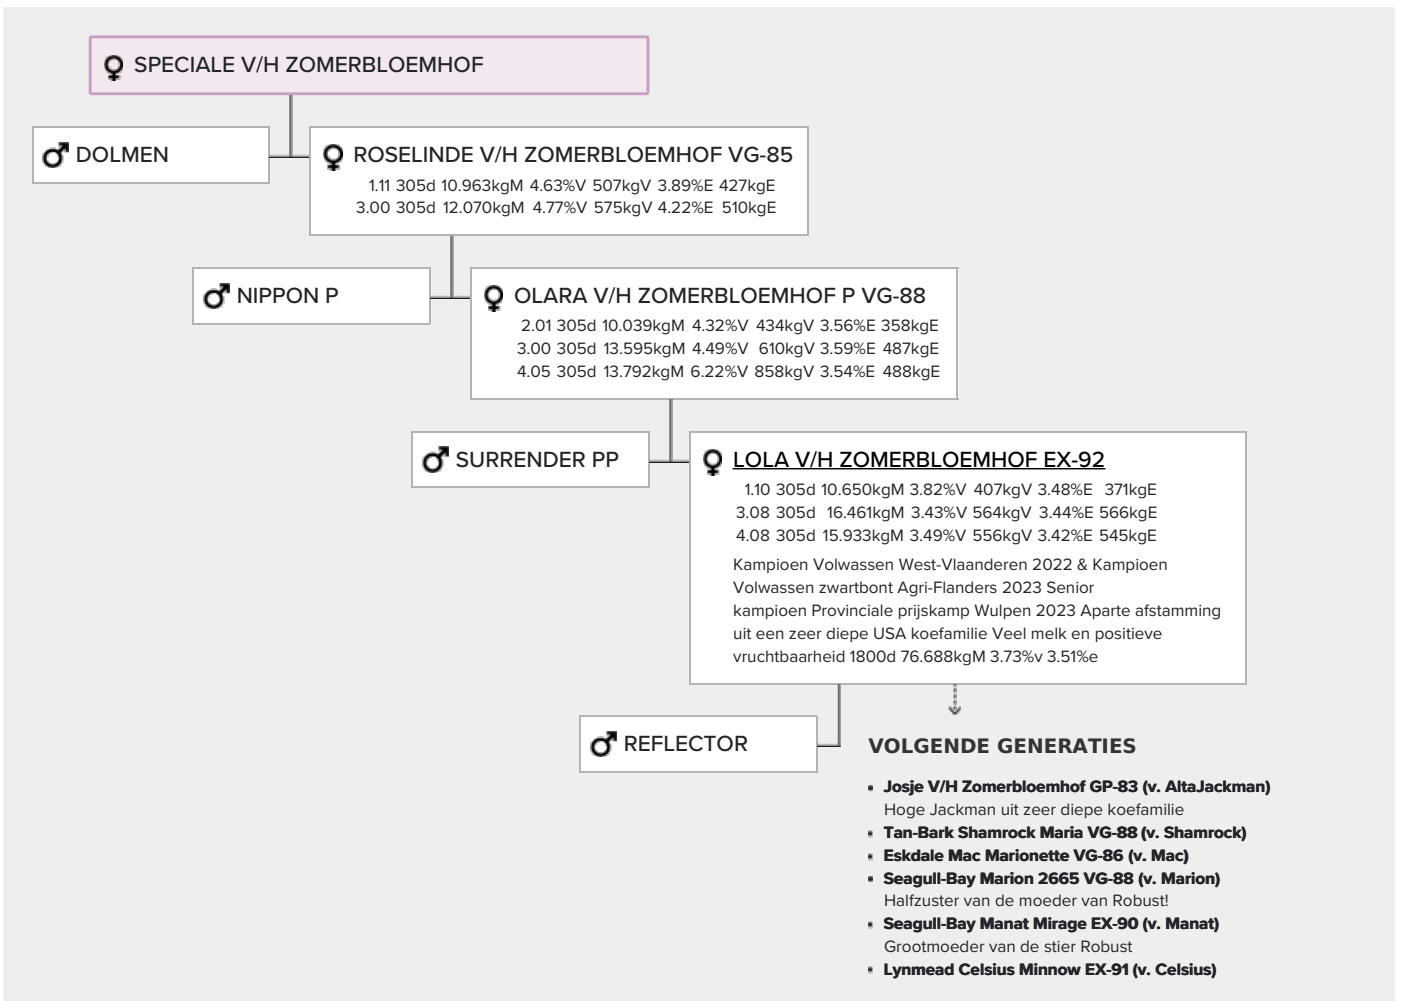 SPECIALE V/H ZOMERBLOEMHOF
DOLMEN
ROSELINDE V/H ZOMERBLOEMHOF VG-85
1.11 305d 10.963kgM 4.63%V 507kgV 3.89%E 427kgE
3.00 305d 12.070kgM 4.77%V 575kgV 4.22%E 510kgE
NIPPON P
OLARA V/H ZOMERBLOEMHOF P VG-88
2.01 305d 10.039kgM 4.32%V 434kgV 3.56%E 358kgE
3.00 305d 13.595kgM 4.49%V 610kgV 3.59%E 487kgE
4.05 305d 13.792kgM 6.22%V 858kgV 3.54%E 488kgE
SURRENDER PP
LOLA V/H ZOMERBLOEMHOF EX-92
1.10 305d 10.650kgM 3.82%V 407kgV 3.48%E 371kgE
3.08 305d 16.461kgM 3.43%V 564kgV 3.44%E 566kgE
4.08 305d 15.933kgM 3.49%V 556kgV 3.42%E 545kgE
Kampioen Volwassen West-Vlaanderen 2022 & Kampioen
Volwassen zwartbont Agri-Flanders 2023 Senior
kampioen Provinciale prijskamp Wulpen 2023 Aparte afstamming
uit een zeer diepe USA koefamilie Veel melk en positieve
vruchtbaarheid 1800d 76.688kgM 3.73%v 3.51%e
REFLECTOR
VOLGENDE GENERATIES
Josje V/H Zomerbloemhof GP-83 (v. AltaJackman)
Hoge Jackman uit zeer diepe koefamilie
Tan-Bark Shamrock Maria VG-88 (v. Shamrock)
Eskdale Mac Marionette VG-86 (v. Mac)
Seagull-Bay Marion 2665 VG-88 (v. Marion)
Halfzuster van de moeder van Robust!
Seagull-Bay Manat Mirage EX-90 (v. Manat)
Grootmoeder van de stier Robust
Lynmead Celsius Minnow EX-91 (v. Celsius)